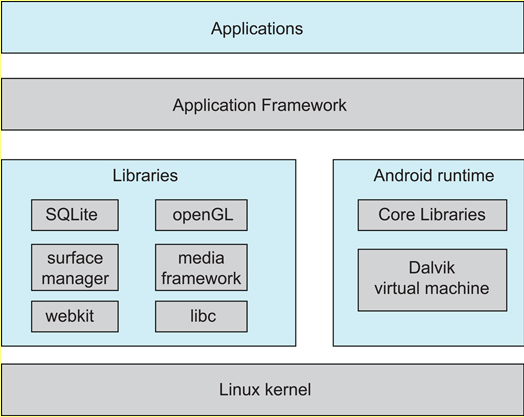 Applications
Application Framework
Libraries
SQLite
openGL
surface
manager
media
framework
webkit
libc
Android runtime
Core Libraries
Dalvik
virtual machine
Linux kernel